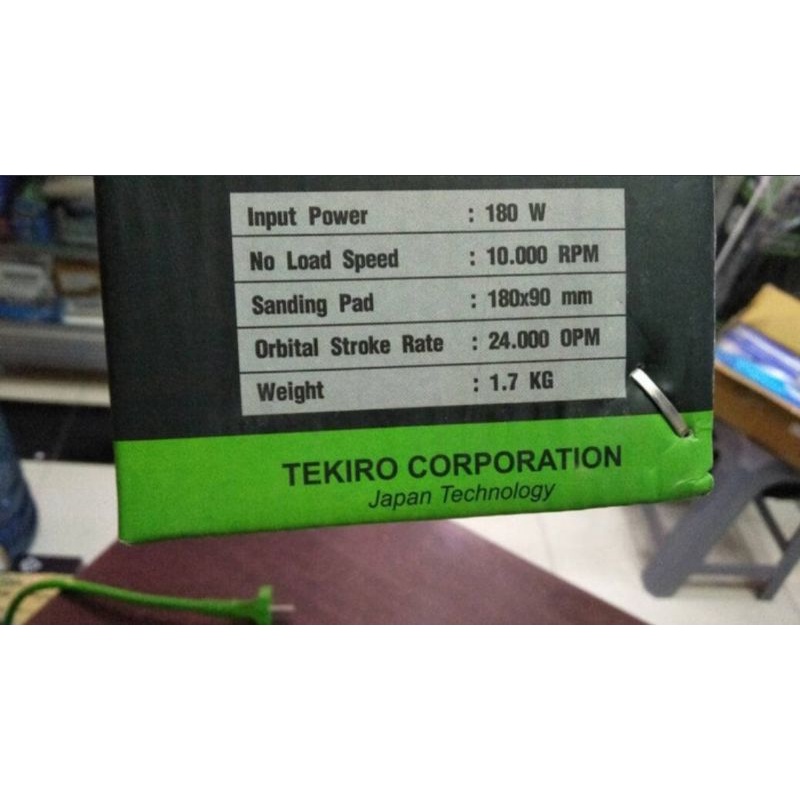 Input Power : 180 W
No Load Speed : 10.000 RPM
Sanding Pad : 180x90 mm
Orbital Stroke Rate : 24.000 OPM
Weight : 1.7 KG
TEKIRO CORPORATION
Japan Technology